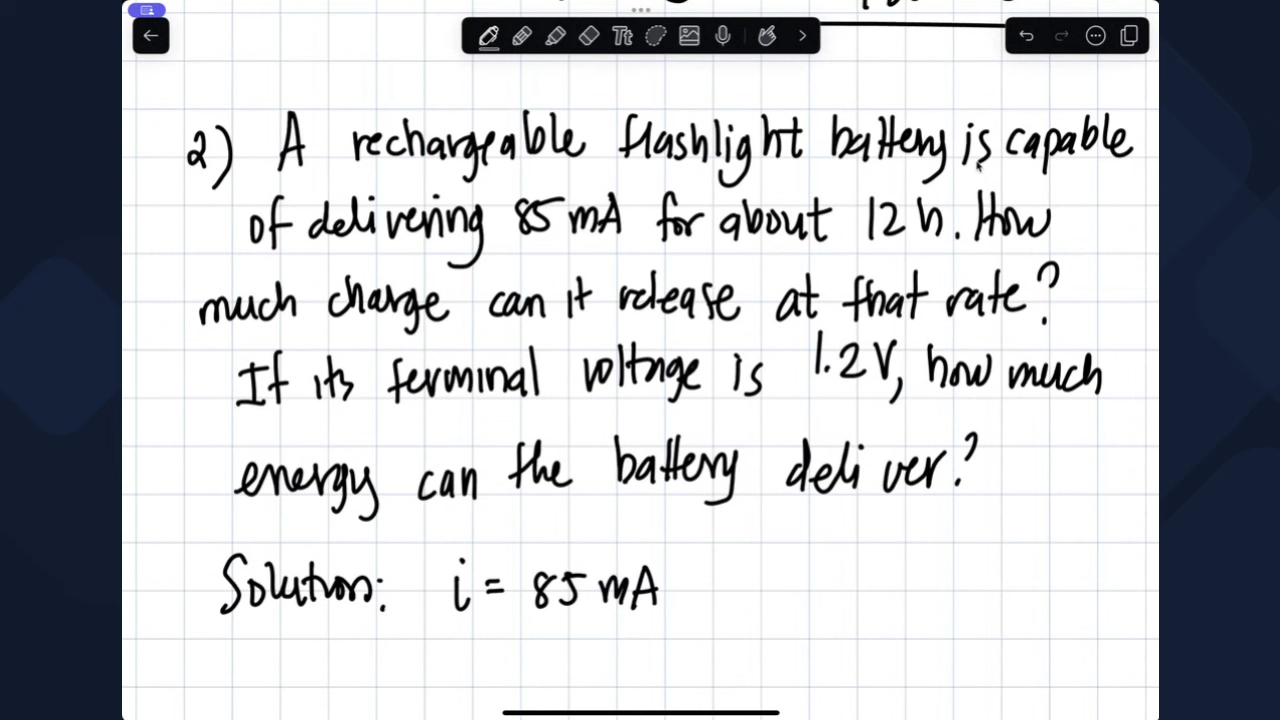 2) A rechargeable flashlight battery is capable
of delivering 85 mA for about 12 h. How
much charge can it release at that rate?
If its terminal voltage is 1.2V, how much
energy can the battery deliver?
Solution: i = 85 mA